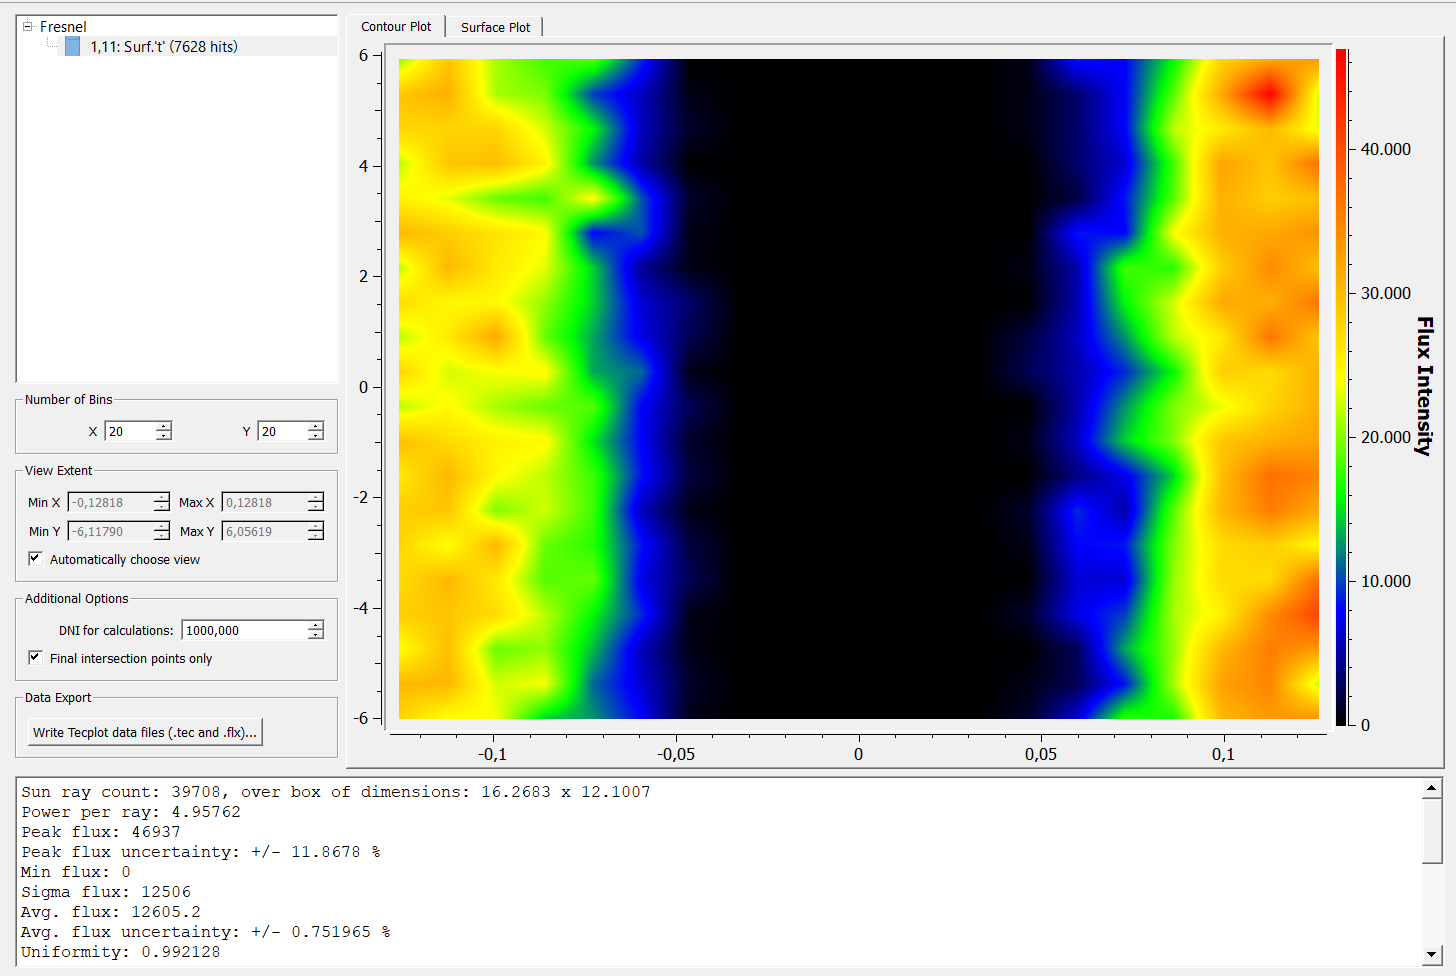 Fresnel
1,11: Surf.'t' (7628 hits)
Number of Bins
X 20 Y 20
View Extent
Min X -0,12818 Max X 0,12818
Min Y -6,11790 Max Y 6,05619
Automatically choose view
Additional Options
DNI for calculations: 1000,000
Final intersection points only
Data Export
Write Tecplot data files (.tec and .flx)...
Contour Plot
Surface Plot
6
4
2
0
-2
-4
-6
-0,1 -0,05 0 0,05 0,1
40.000
30.000
20.000
10.000
0
Flux Intensity
Sun ray count: 39708, over box of dimensions: 16.2683 x 12.1007
Power per ray: 4.95762
Peak flux: 46937
Peak flux uncertainty: +/- 11.8678 %
Min flux: 0
Sigma flux: 12506
Avg. flux: 12605.2
Avg. flux uncertainty: +/- 0.751965 %
Uniformity: 0.992128